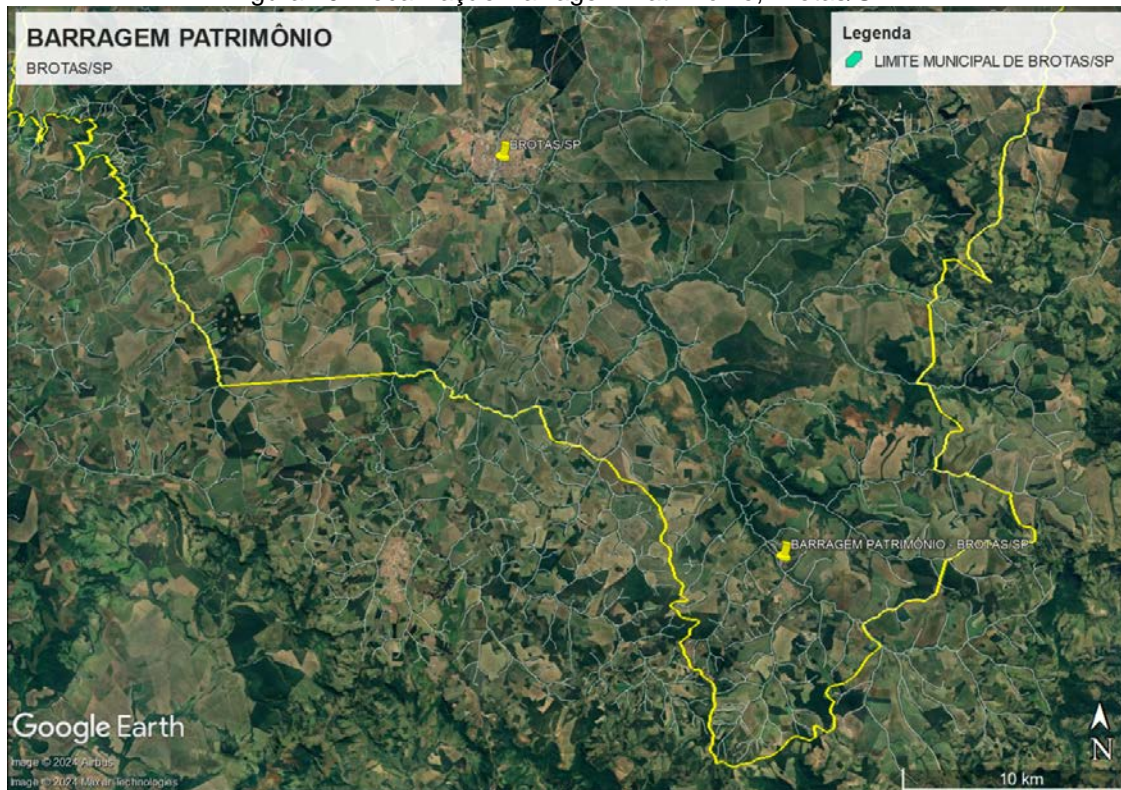 BARRAGEM PATRIMÔNIO
BROTAS/SP
Legenda
LIMITE MUNICIPAL DE BROTAS/SP
BROTAS/SP
BARRAGEM PATRIMÔNIO - BROTAS/SP
Google Earth
Image © 2024 Airbus
Image © 2024 Maxar Technologies
N
10 km